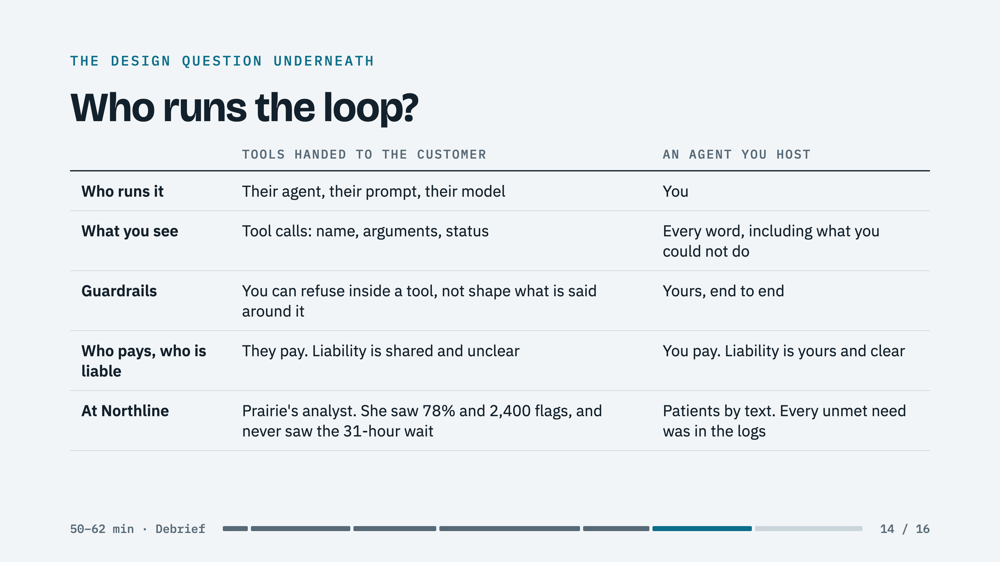 THE DESIGN QUESTION UNDERNEATH
Who runs the loop?
TOOLS HANDED TO THE CUSTOMER
AN AGENT YOU HOST
Who runs it
Their agent, their prompt, their model
You
What you see
Tool calls: name, arguments, status
Every word, including what you
could not do
Guardrails
You can refuse inside a tool, not shape what is said
around it
Yours, end to end
Who pays, who is
liable
They pay. Liability is shared and unclear
You pay. Liability is yours and clear
At Northline
Prairie's analyst. She saw 78% and 2,400 flags, and
never saw the 31-hour wait
Patients by text. Every unmet need
was in the logs
50–62 min · Debrief
14 / 16